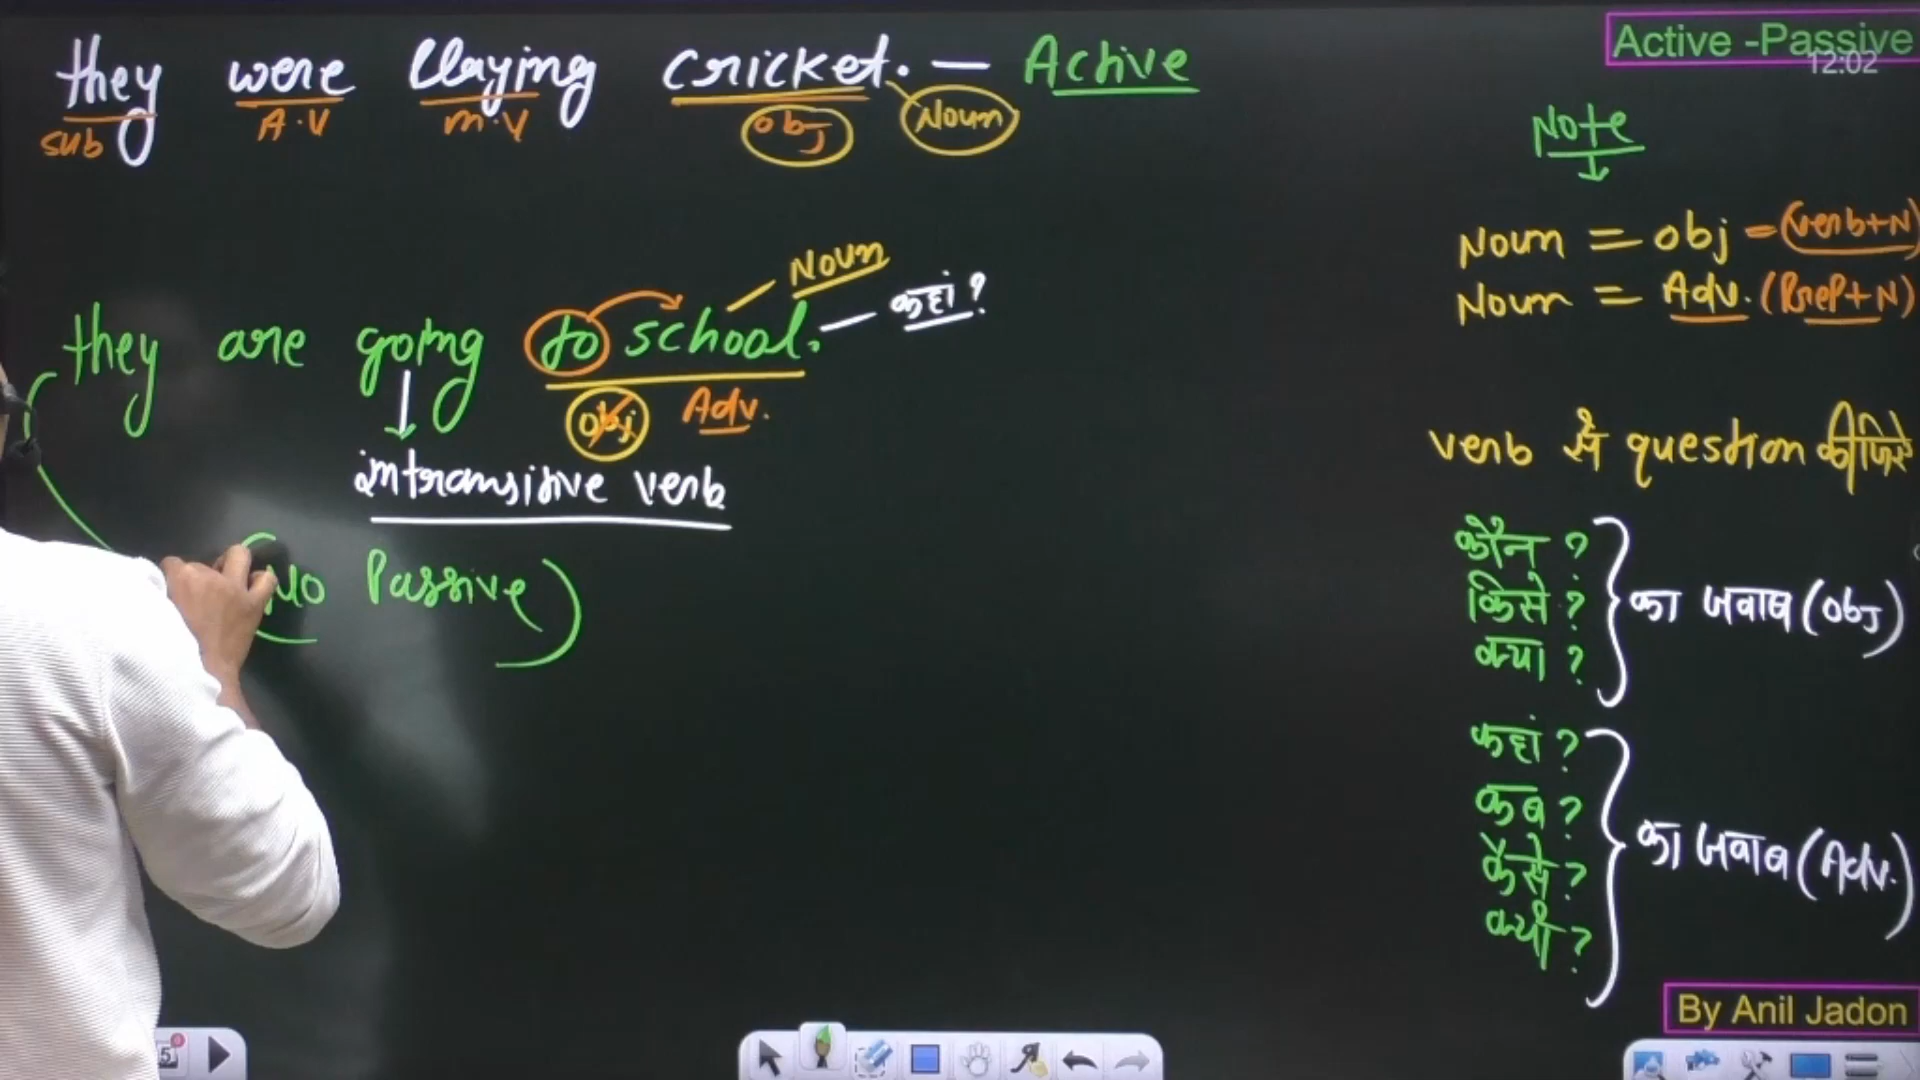 they were playing cricket. — Active
sub A.V m.V obj Noun
Noun
they are going to school. — कहां ?
obj Adv.
intransitive verb
(No Passive)
Active -Passive
12:02
Note
Noun = obj = (verb+N)
Noun = Adv. (Prep+N)
verb से question कीजिये
कौन ?
किसे ?
क्या ?
का जवाब (obj)
कहां ?
कब ?
कैसे ?
क्यों ?
का जवाब (Adv.)
By Anil Jadon